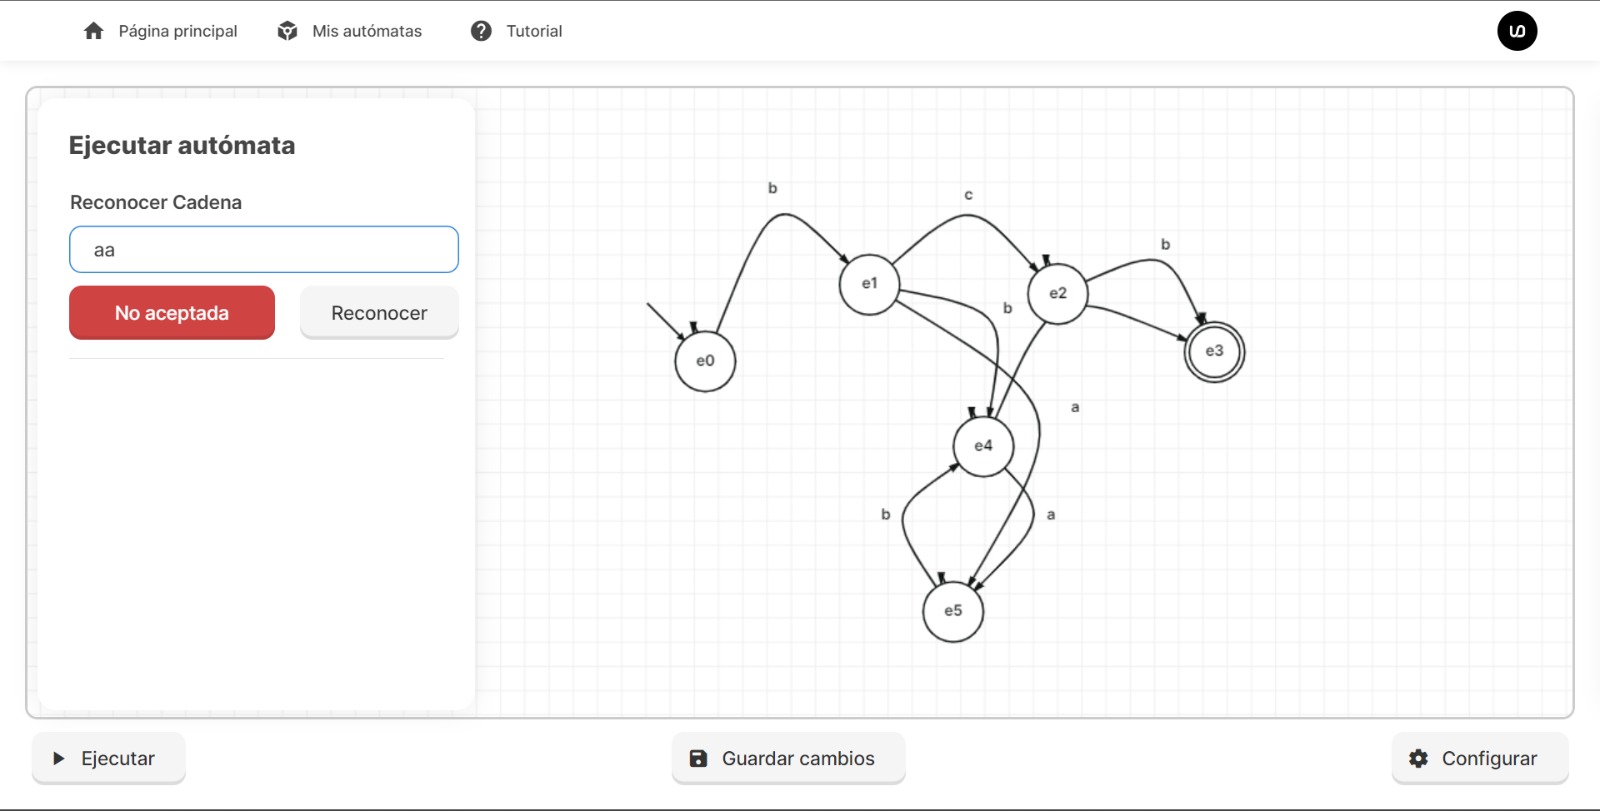 Página principal
Mis autómatas
Tutorial
Ejecutar autómata
Reconocer Cadena
aa
No aceptada
Reconocer
b
c
b
e1
e2
b
e0
e3
a
e4
b
a
e5
Ejecutar
Guardar cambios
Configurar